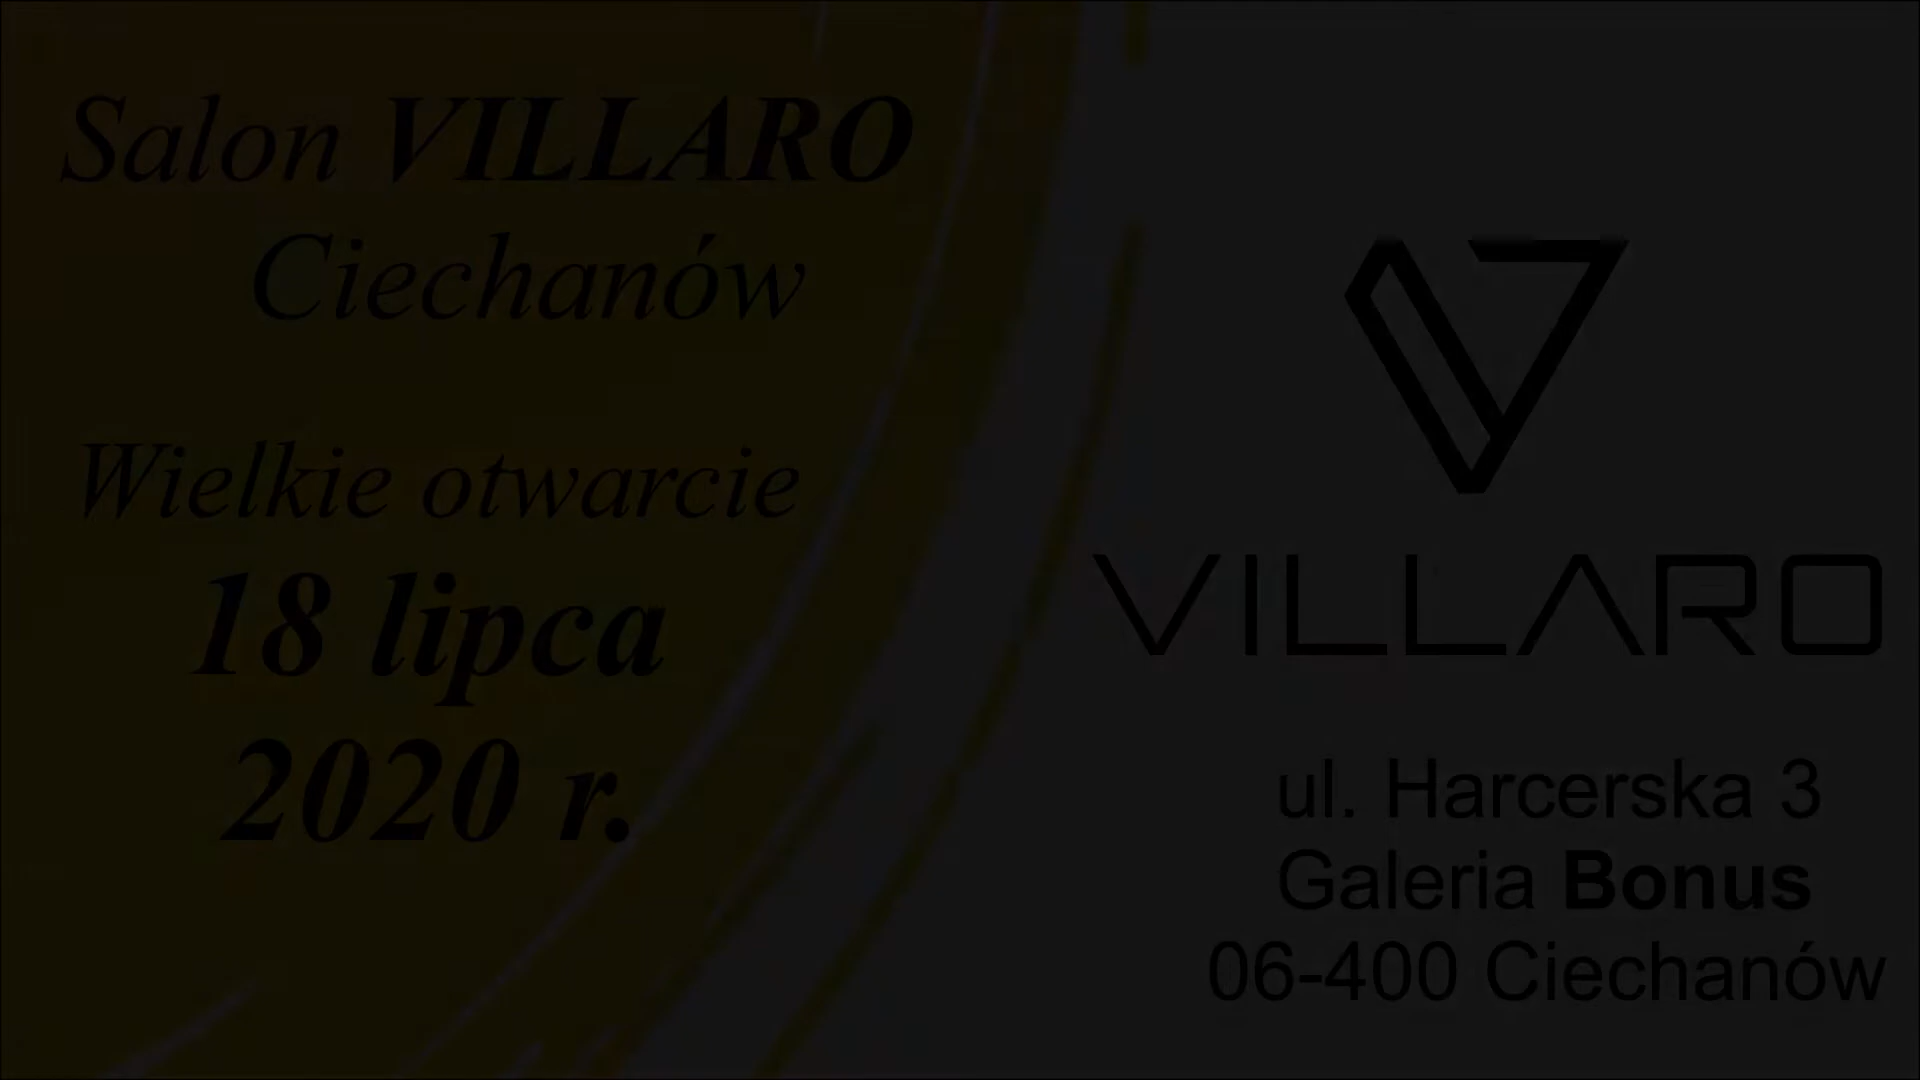 Salon VILLARO
Ciechanów
Wielkie otwarcie
18 lipca
2020 r.
VILLARO
ul. Harcerska 3
Galeria Bonus
06-400 Ciechanów